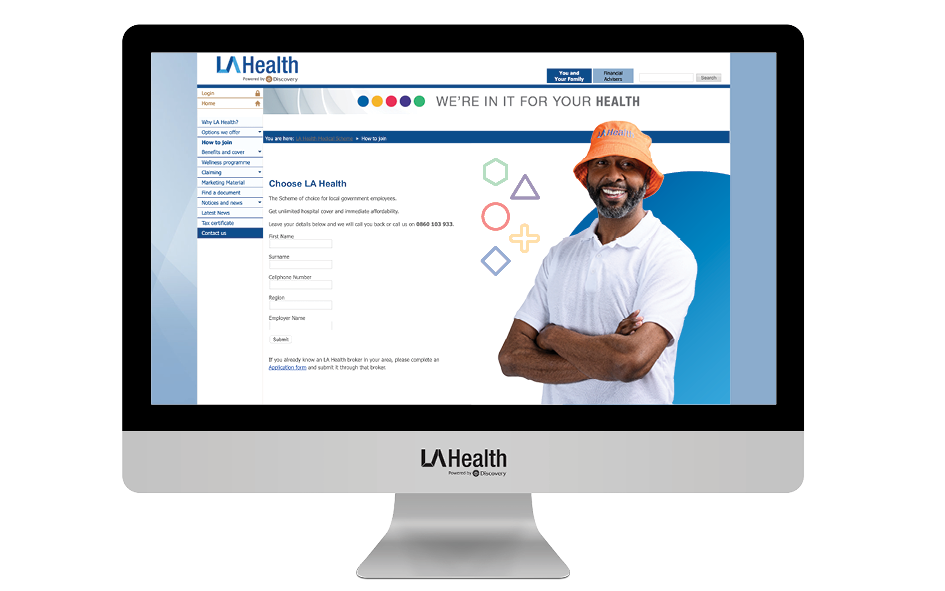 LA Health
Powered by Discovery
You and
Your Family
Financial
Advisers
Search
Login
Home
WE'RE IN IT FOR YOUR HEALTH
Why LA Health?
Options we offer
How to join
Benefits and cover
Wellness programme
Claiming
Marketing Material
Find a document
Notices and news
Latest News
Tax certificate
Contact us
You are here: LA Health Medical Scheme > How to join
LA Health
Choose LA Health
The Scheme of choice for local government employees.
Get unlimited hospital cover and immediate affordability.
Leave your details below and we will call you back or call us on 0860 103 933.
First Name
Surname
Cellphone Number
Region
Employer Name
Submit
If you already know an LA Health broker in your area, please complete an
Application form and submit it through that broker.
LA Health
Powered by Discovery